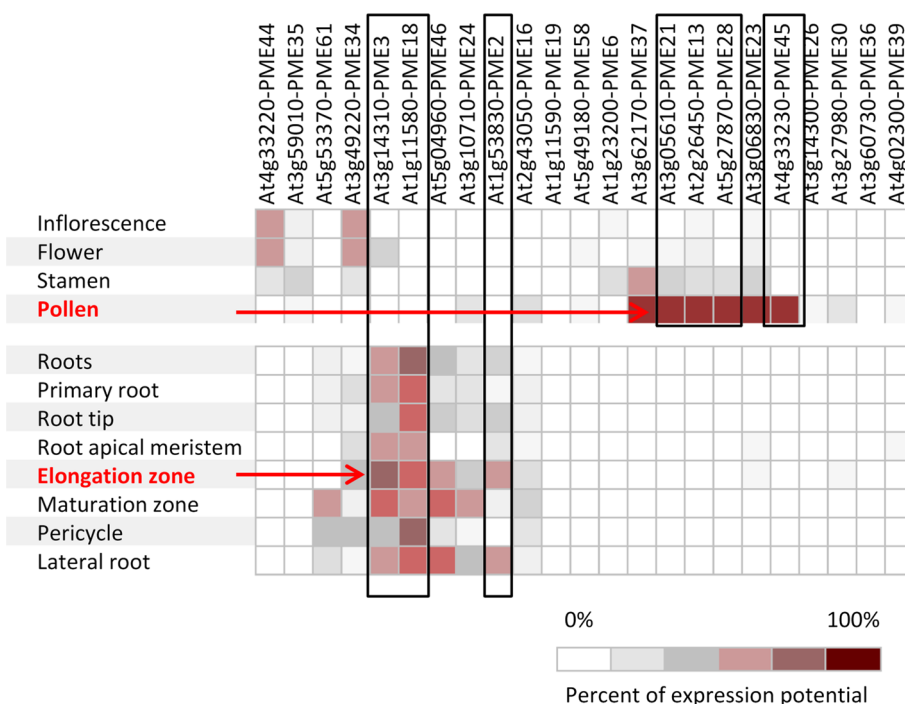 At4g33220-PME44
At3g59010-PME35
At5g53370-PME61
At3g49220-PME34
At3g14310-PME3
At1g11580-PME18
At5g04960-PME46
At3g10710-PME24
At1g53830-PME2
At2g43050-PME16
At1g11590-PME19
At5g49180-PME58
At1g23200-PME6
At3g62170-PME37
At3g05610-PME21
At2g26450-PME13
At5g27870-PME28
At3g06830-PME23
At4g33230-PME45
At3g14300-PME26
At3g27980-PME30
At3g60730-PME36
At4g02300-PME39
Inflorescence
Flower
Stamen
Pollen
Roots
Primary root
Root tip
Root apical meristem
Elongation zone
Maturation zone
Pericycle
Lateral root
0% 100%
Percent of expression potential